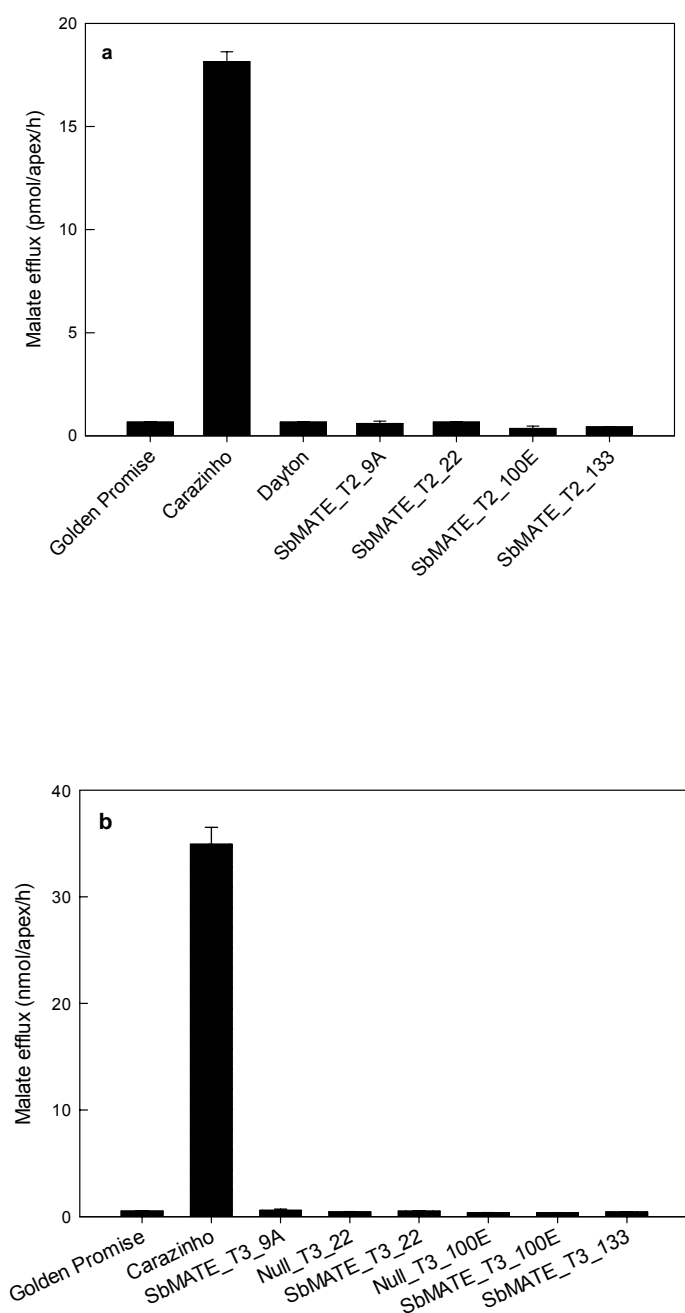 a
Malate efflux (pmol/apex/h)
20
15
10
5
0
Golden Promise
Carazinho
Dayton
SbMATE_T2_9A
SbMATE_T2_22
SbMATE_T2_100E
SbMATE_T2_133
b
Malate efflux (nmol/apex/h)
40
30
20
10
0
Golden Promise
Carazinho
SbMATE_T3_9A
Null_T3_22
SbMATE_T3_22
Null_T3_100E
SbMATE_T3_100E
SbMATE_T3_133